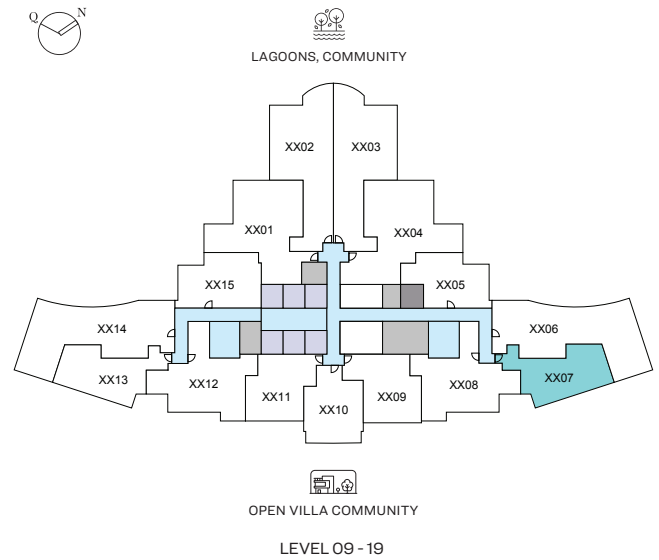 Q N
LAGOONS, COMMUNITY
XX02 XX03
XX01 XX04
XX15 XX05
XX14 XX06
XX13 XX12 XX11 XX10 XX09 XX08 XX07
OPEN VILLA COMMUNITY
LEVEL 09 - 19